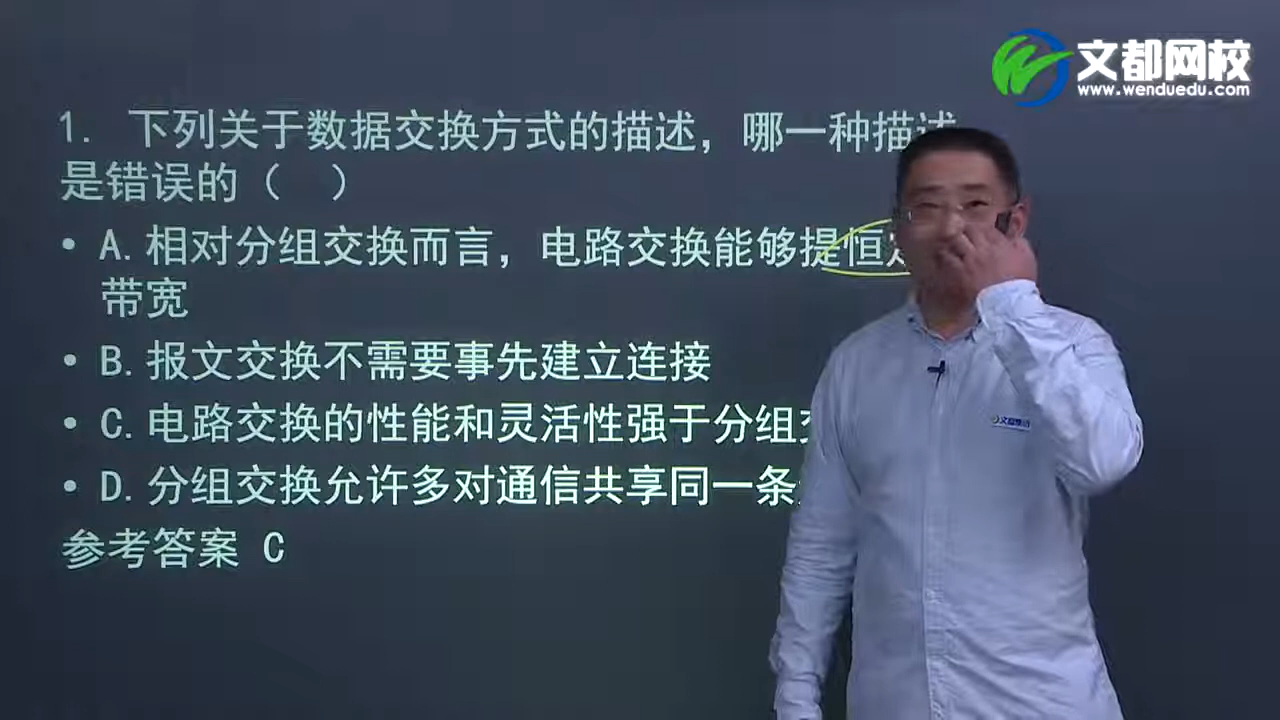 文都网校
www.wenduedu.com
1. 下列关于数据交换方式的描述，哪一种描述
是错误的（ ）
• A.相对分组交换而言，电路交换能够提恒定
带宽
• B.报文交换不需要事先建立连接
• C.电路交换的性能和灵活性强于分组交
• D.分组交换允许多对通信共享同一条
参考答案 C